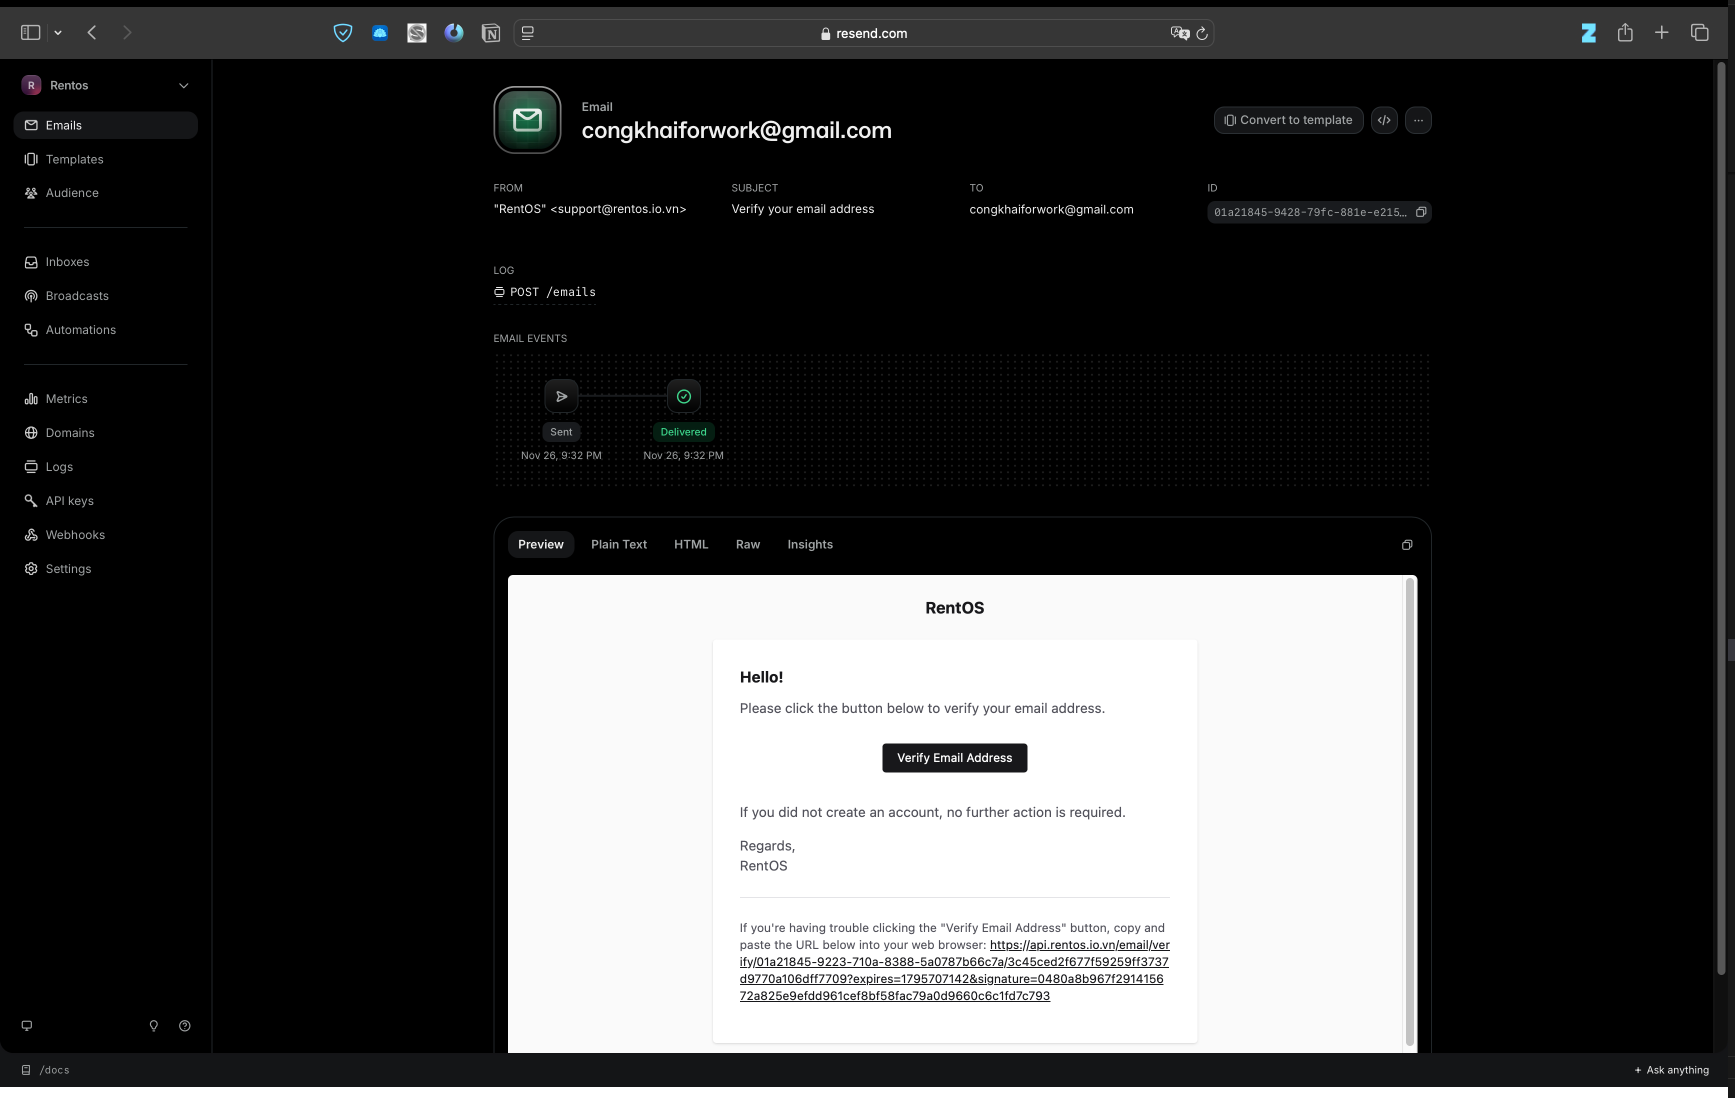 resend.com
R Rentos
Emails
Templates
Audience
Inboxes
Broadcasts
Automations
Metrics
Domains
Logs
API keys
Webhooks
Settings
/docs
Email
congkhaiforwork@gmail.com
Convert to template
FROM
"RentOS" <support@rentos.io.vn>
SUBJECT
Verify your email address
TO
congkhaiforwork@gmail.com
ID
01a21845-9428-79fc-881e-e215…
LOG
POST /emails
EMAIL EVENTS
Sent
Nov 26, 9:32 PM
Delivered
Nov 26, 9:32 PM
Preview Plain Text HTML Raw Insights
RentOS
Hello!
Please click the button below to verify your email address.
Verify Email Address
If you did not create an account, no further action is required.
Regards,
RentOS
If you're having trouble clicking the "Verify Email Address" button, copy and
paste the URL below into your web browser: https://api.rentos.io.vn/email/ver
ify/01a21845-9223-710a-8388-5a0787b66c7a/3c45ced2f677f59259ff3737
d9770a106dff7709?expires=1795707142&signature=0480a8b967f2914156
72a825e9efdd961cef8bf58fac79a0d9660c6c1fd7c793
+ Ask anything